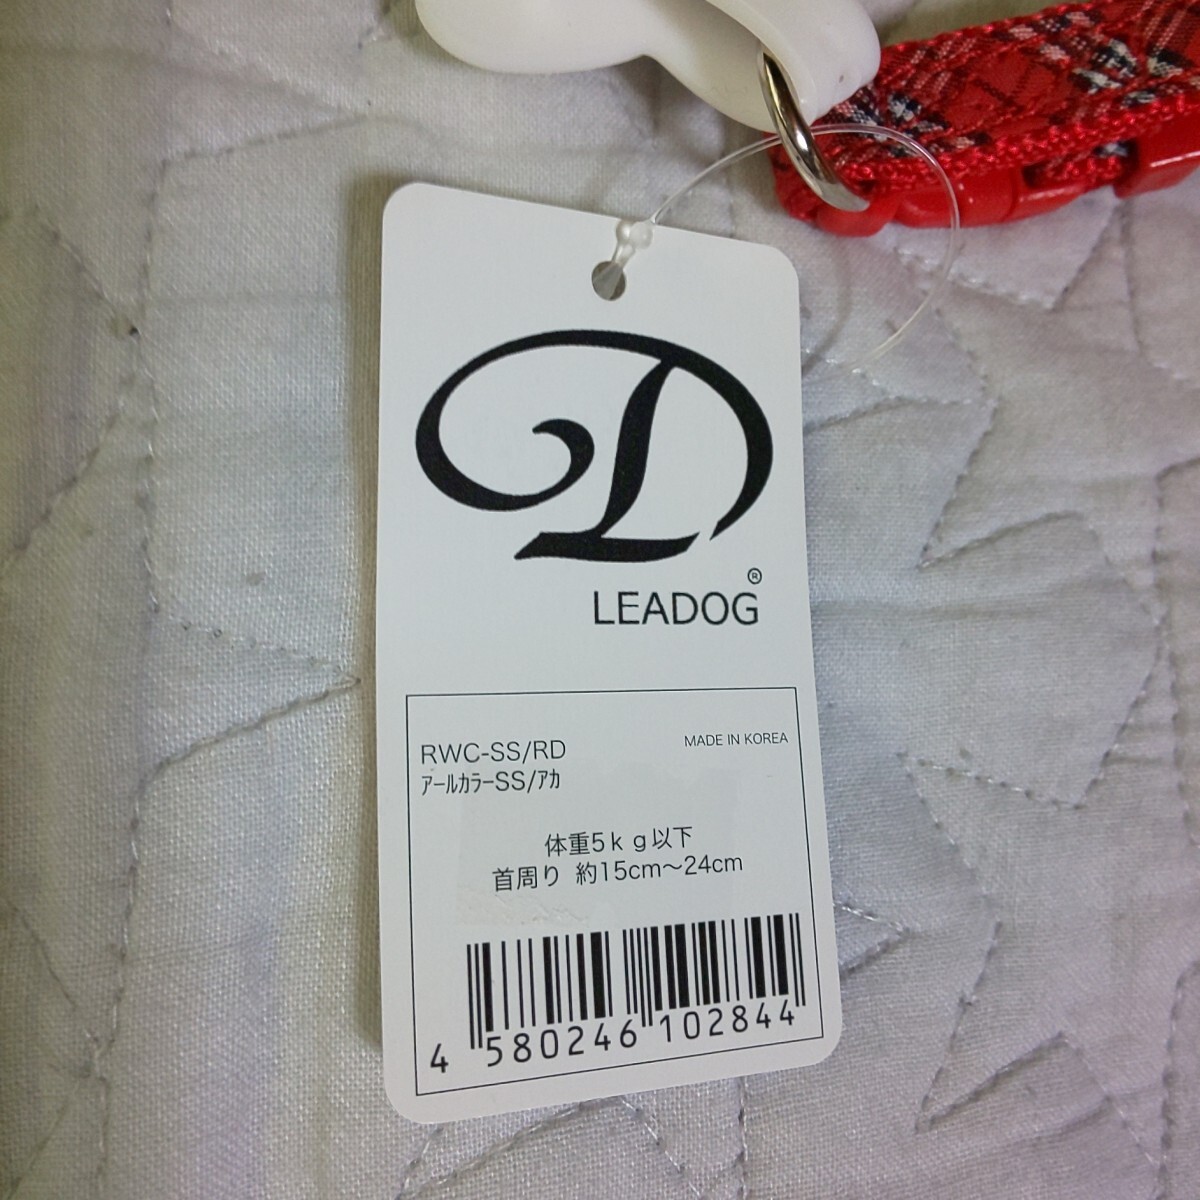 D
LEADOG®
RWC-SS/RD
MADE IN KOREA
ｱｰﾙｶﾗｰSS/ｱｶ
体重5ｋｇ以下
首周り 約15cm～24cm
4 580246 102844